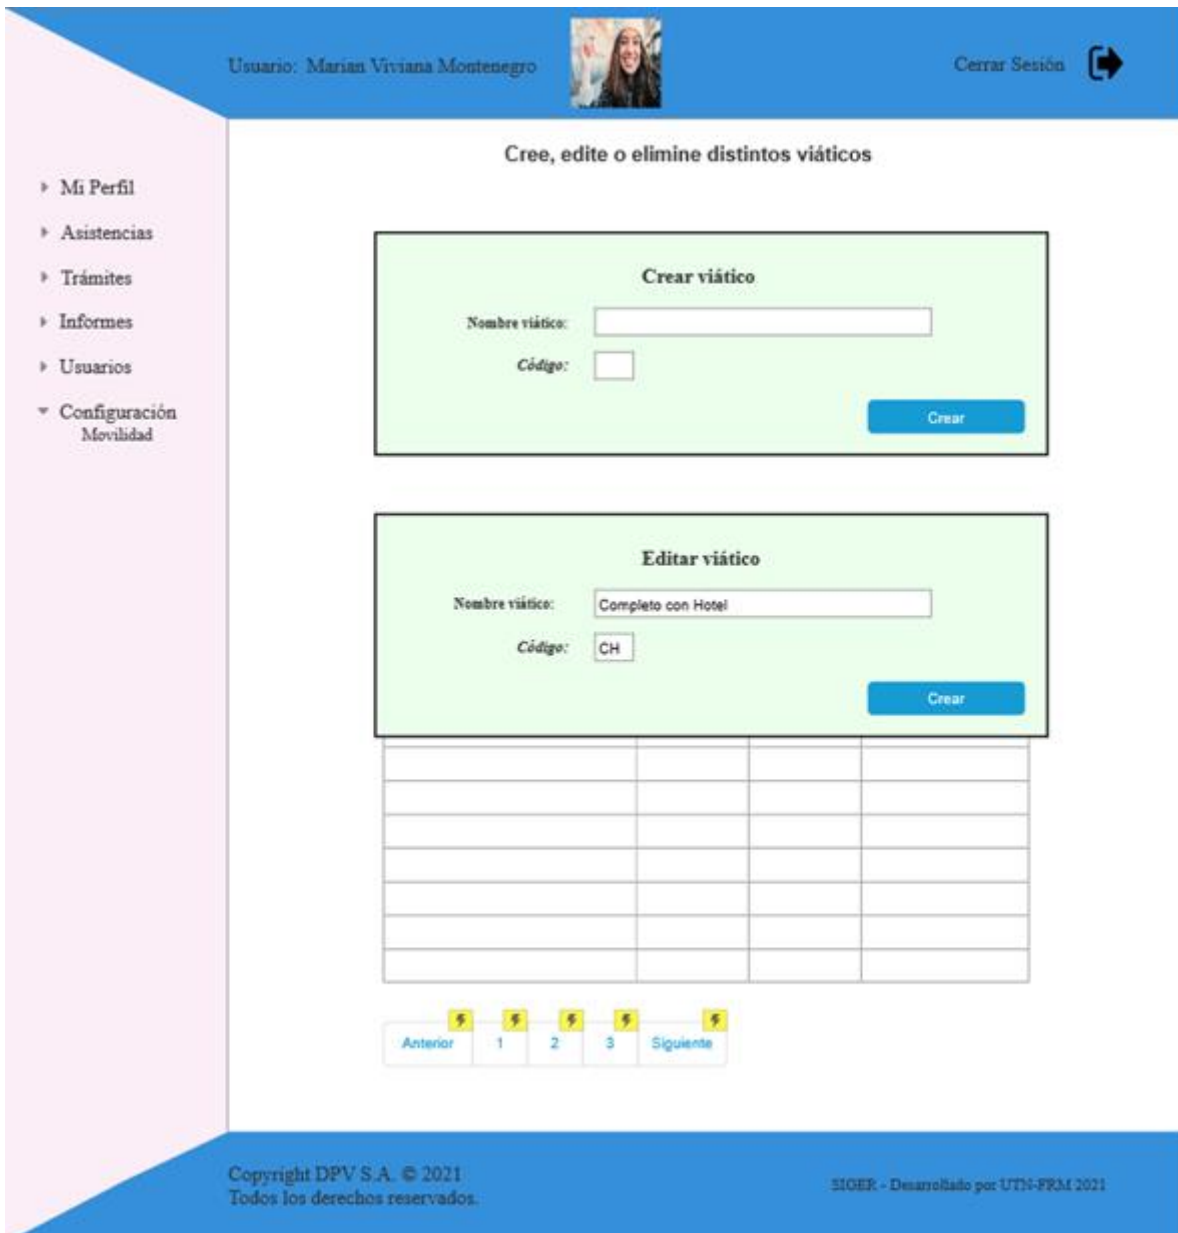 Usuario: Marian Viviana Montenegro
Cerrar Sesión
Cree, edite o elimine distintos viáticos
Mi Perfil
Asistencias
Trámites
Informes
Usuarios
Configuración
Movilidad
Crear viático
Nombre viático:
Código:
Crear
Editar viático
Nombre viático: Completo con Hotel
Código: CH
Crear
Anterior 1 2 3 Siguiente
Copyright DPV S.A. © 2021
Todos los derechos reservados.
SIGER - Desarrollado por UTN-FRM 2021